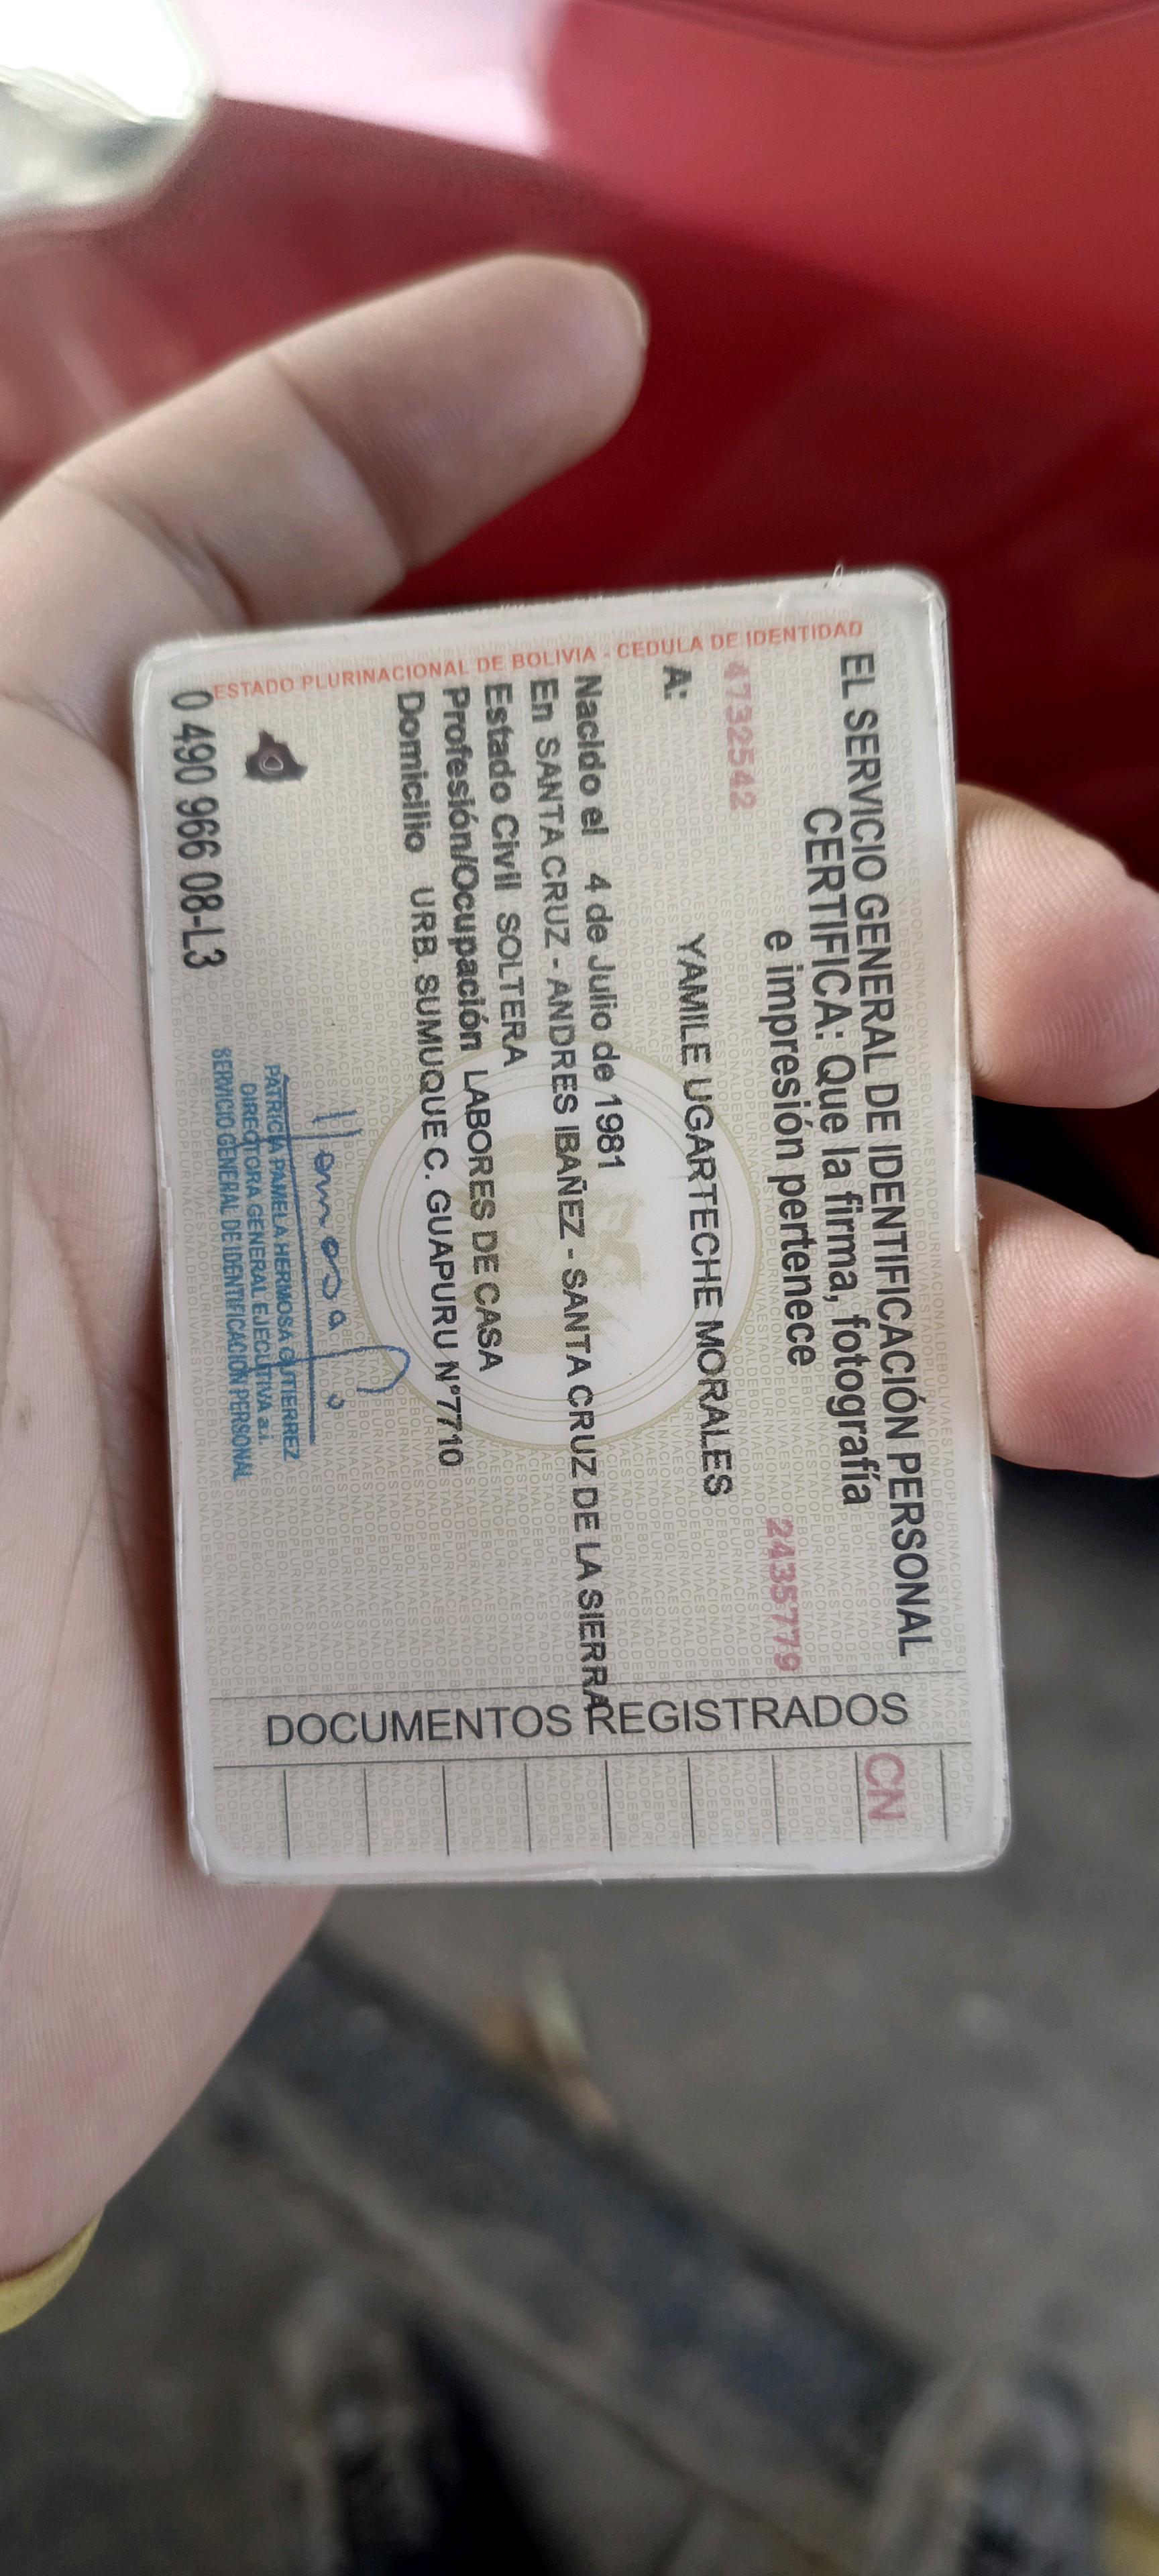 EL SERVICIO GENERAL DE IDENTIFICACIÓN PERSONAL
CERTIFICA: Que la firma, fotografía
e impresión pertenece
4732542
2435779
A: YAMILE UGARTECHE MORALES
Nacido el 4 de Julio de 1981
En SANTA CRUZ - ANDRES IBAÑEZ - SANTA CRUZ DE LA SIERRA
Estado Civil SOLTERA
Profesión/Ocupación LABORES DE CASA
Domicilio URB. SUMUQUE C. GUAPURU N°7710
PATRICIA PAMELA HERMOSA GUTIERREZ
DIRECTORA GENERAL EJECUTIVA a.i.
SERVICIO GENERAL DE IDENTIFICACIÓN PERSONAL
0 490 966 08-L3
ESTADO PLURINACIONAL DE BOLIVIA - CEDULA DE IDENTIDAD
DOCUMENTOS REGISTRADOS
CN